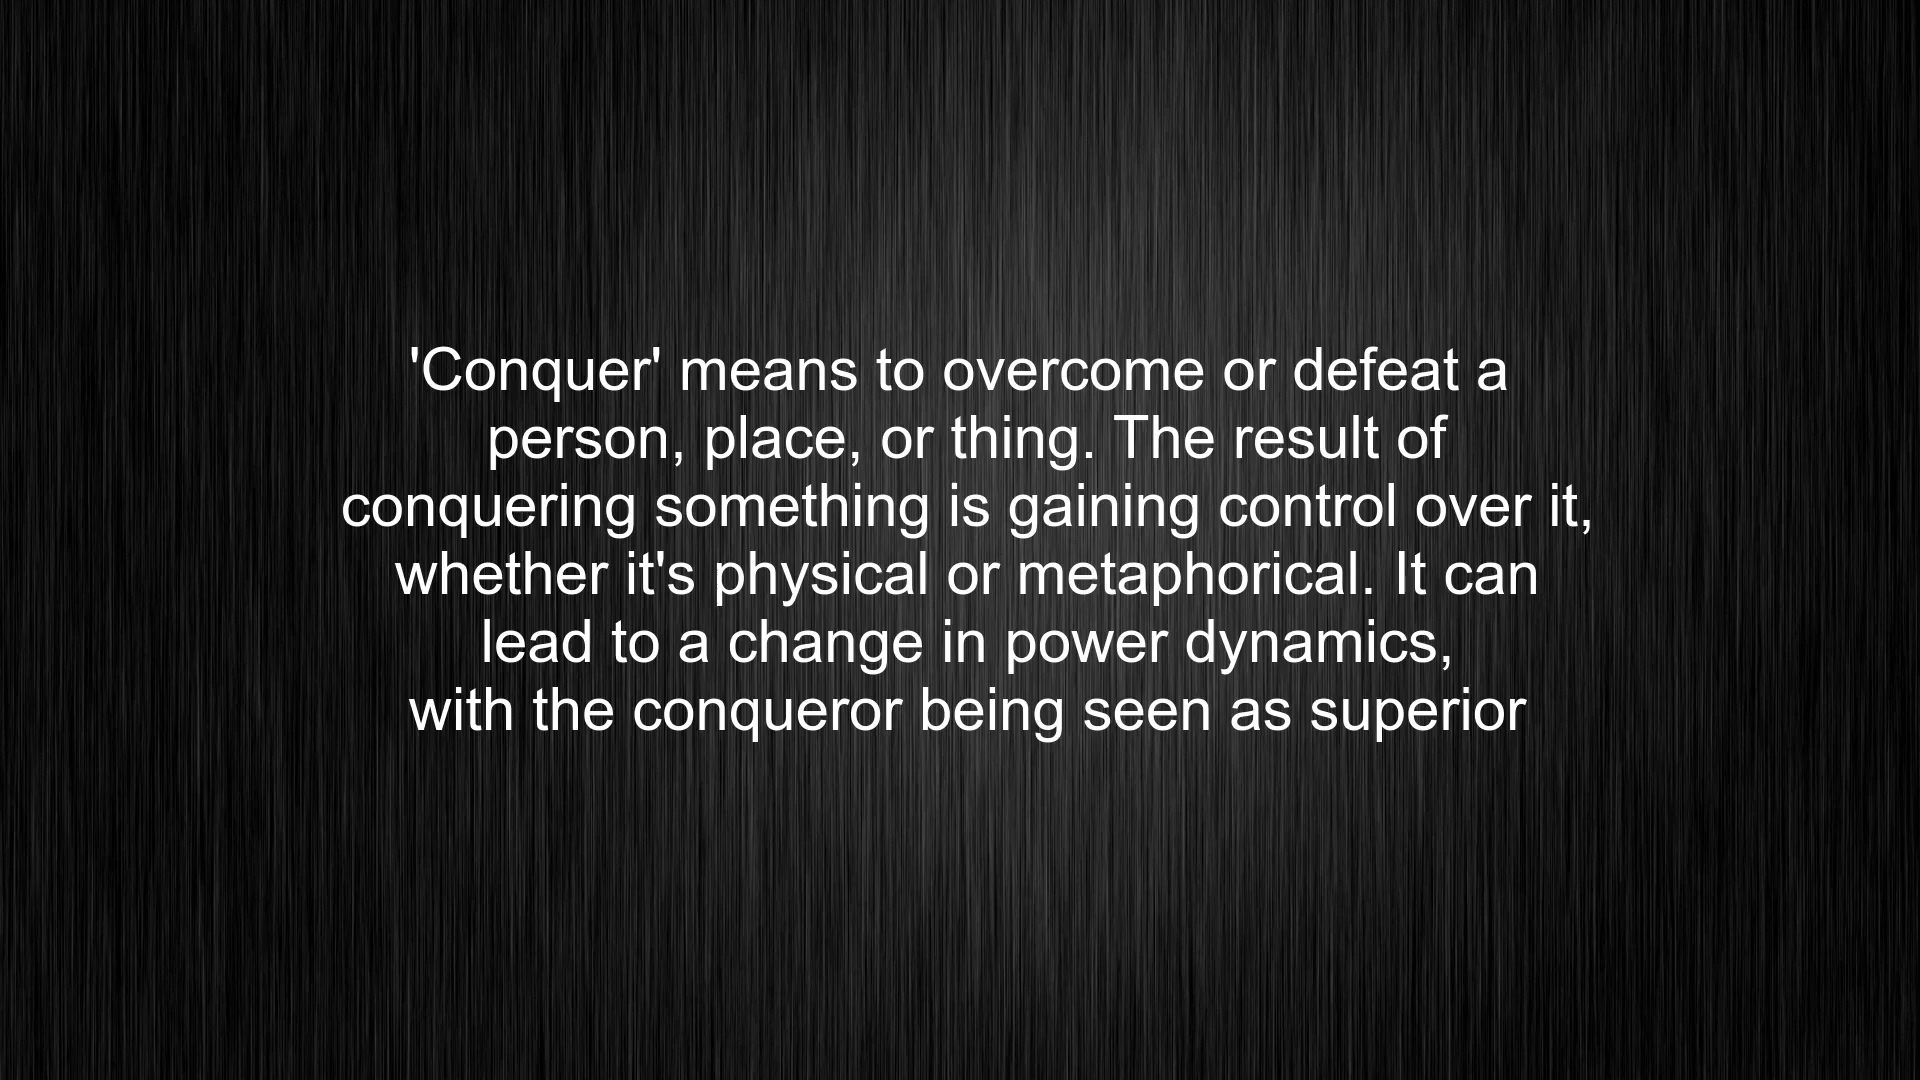 'Conquer' means to overcome or defeat a
person, place, or thing. The result of
conquering something is gaining control over it,
whether it's physical or metaphorical. It can
lead to a change in power dynamics,
with the conqueror being seen as superior